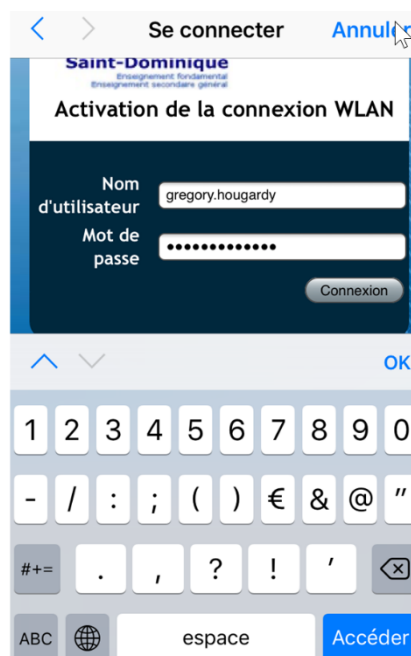 Se connecter Annuler
Saint-Dominique
Enseignement fondamental
Enseignement secondaire général
Activation de la connexion WLAN
Nom
d'utilisateur gregory.hougardy
Mot de
passe •••••••••••••
Connexion
OK
1 2 3 4 5 6 7 8 9 0
- / : ; ( ) € & @ "
#+= . , ? ! '
ABC espace Accéder